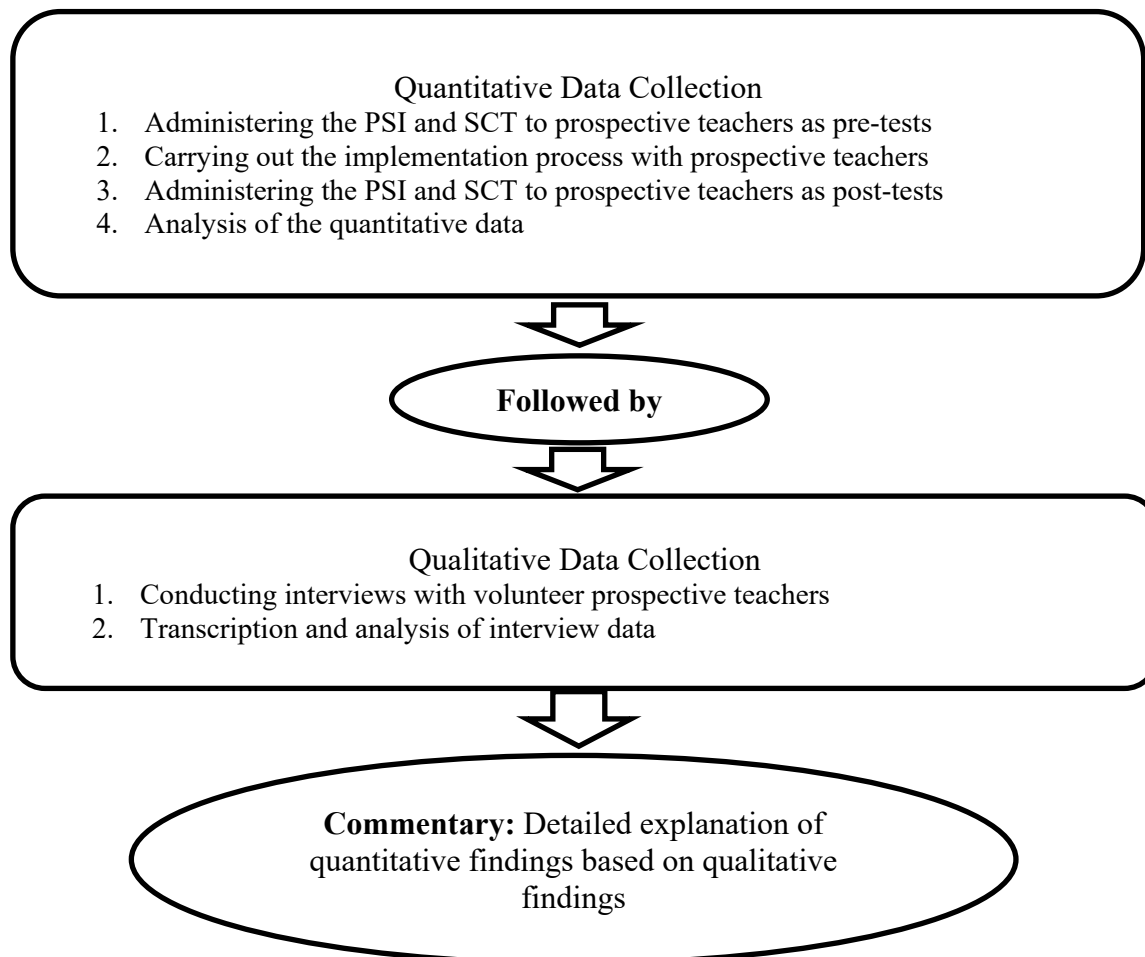 Quantitative Data Collection
1. Administering the PSI and SCT to prospective teachers as pre-tests
2. Carrying out the implementation process with prospective teachers
3. Administering the PSI and SCT to prospective teachers as post-tests
4. Analysis of the quantitative data
Followed by
Qualitative Data Collection
1. Conducting interviews with volunteer prospective teachers
2. Transcription and analysis of interview data
Commentary: Detailed explanation of
quantitative findings based on qualitative
findings